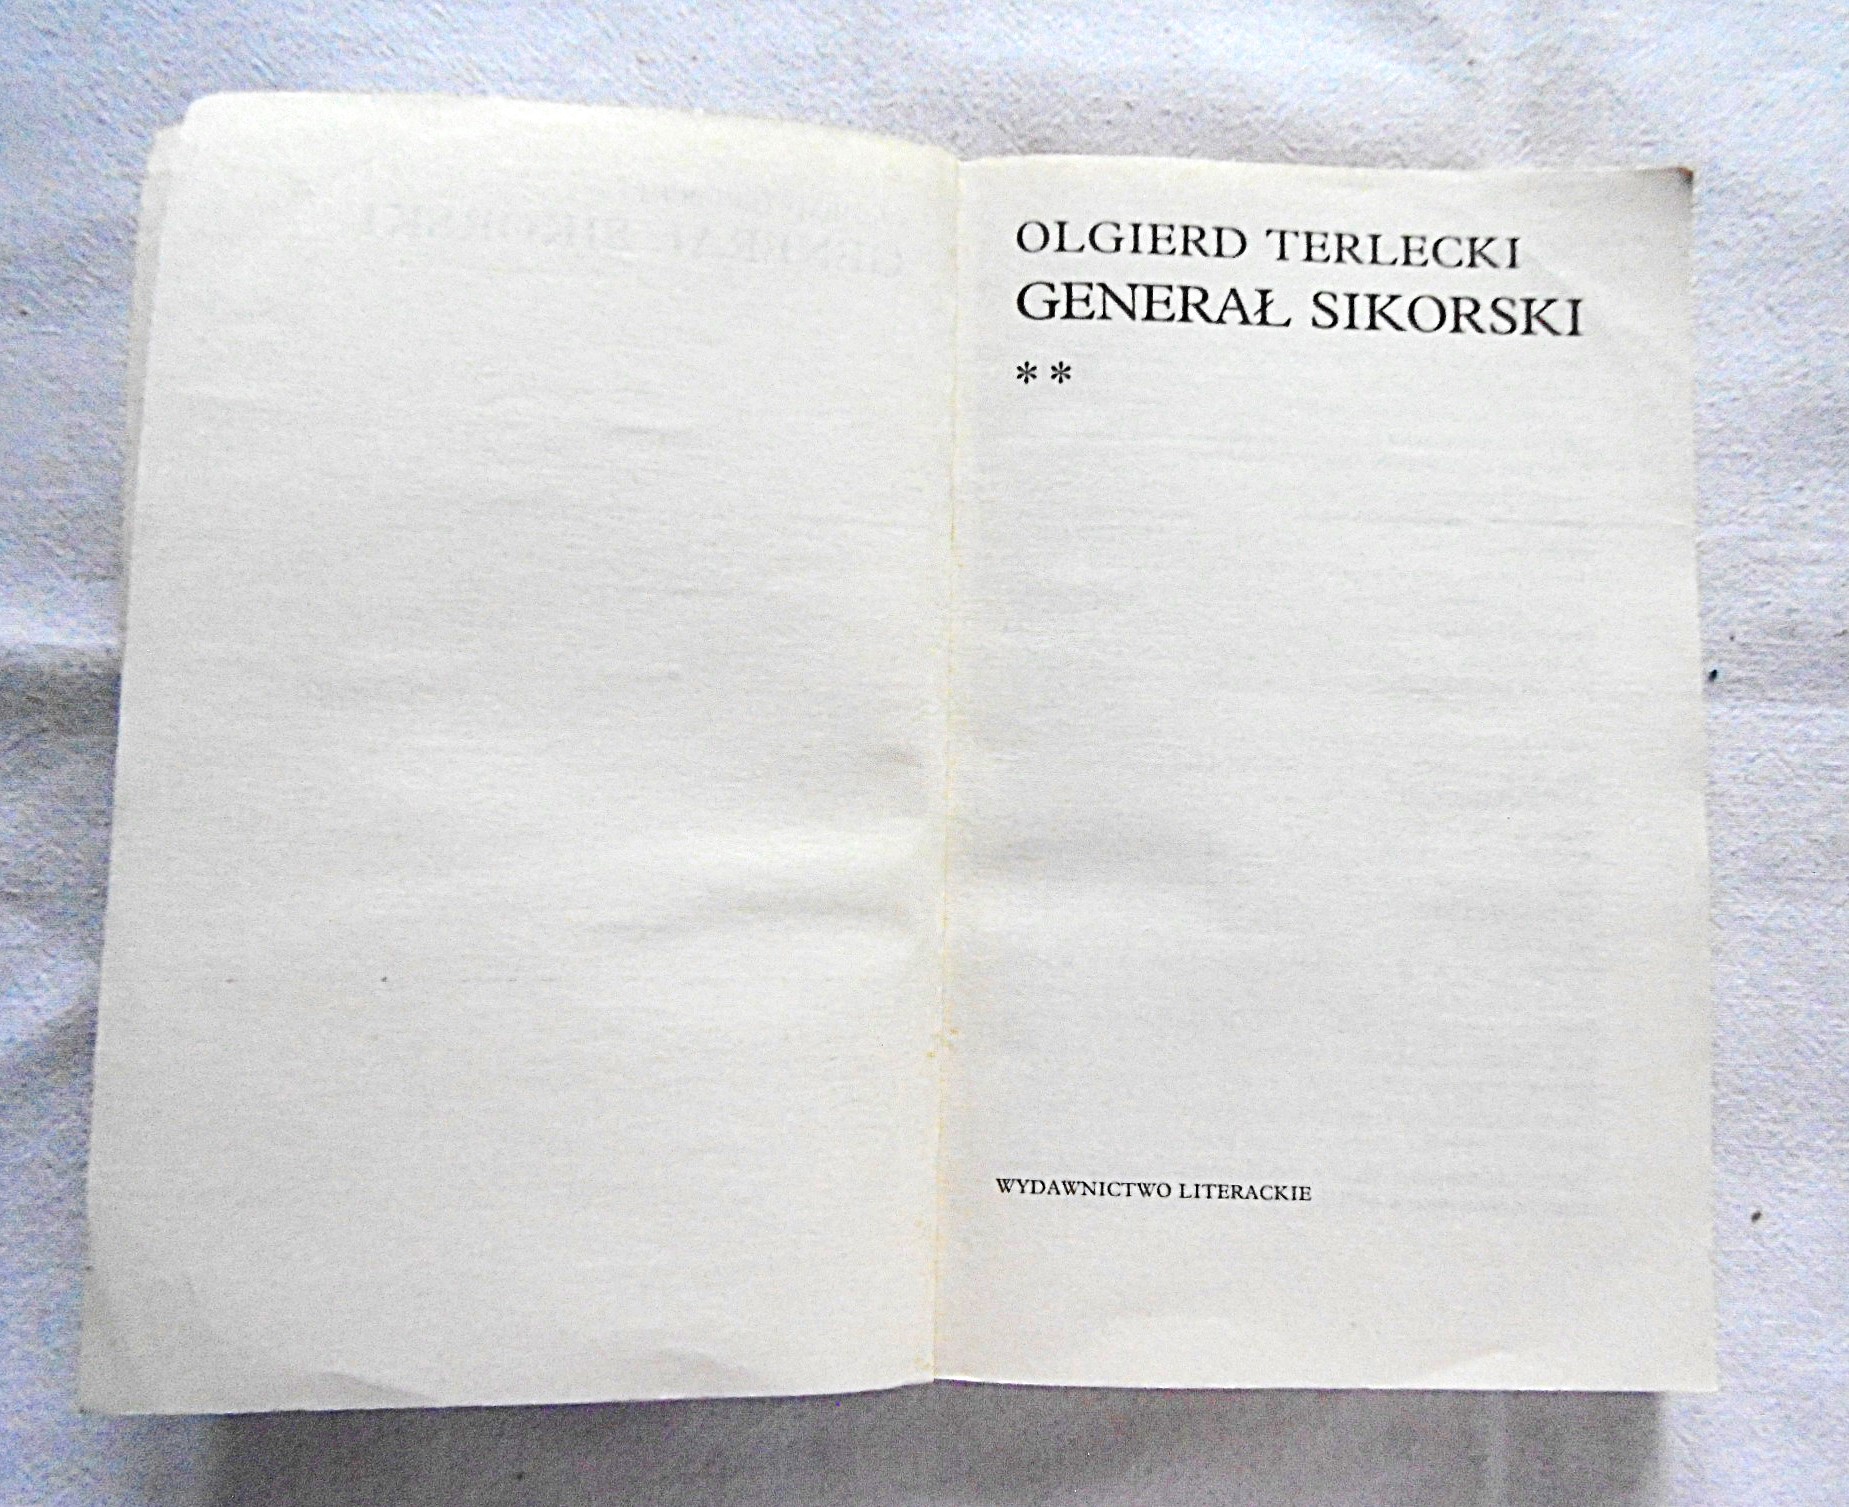 OLGIERD TERLECKI
GENERAŁ SIKORSKI
**
WYDAWNICTWO LITERACKIE